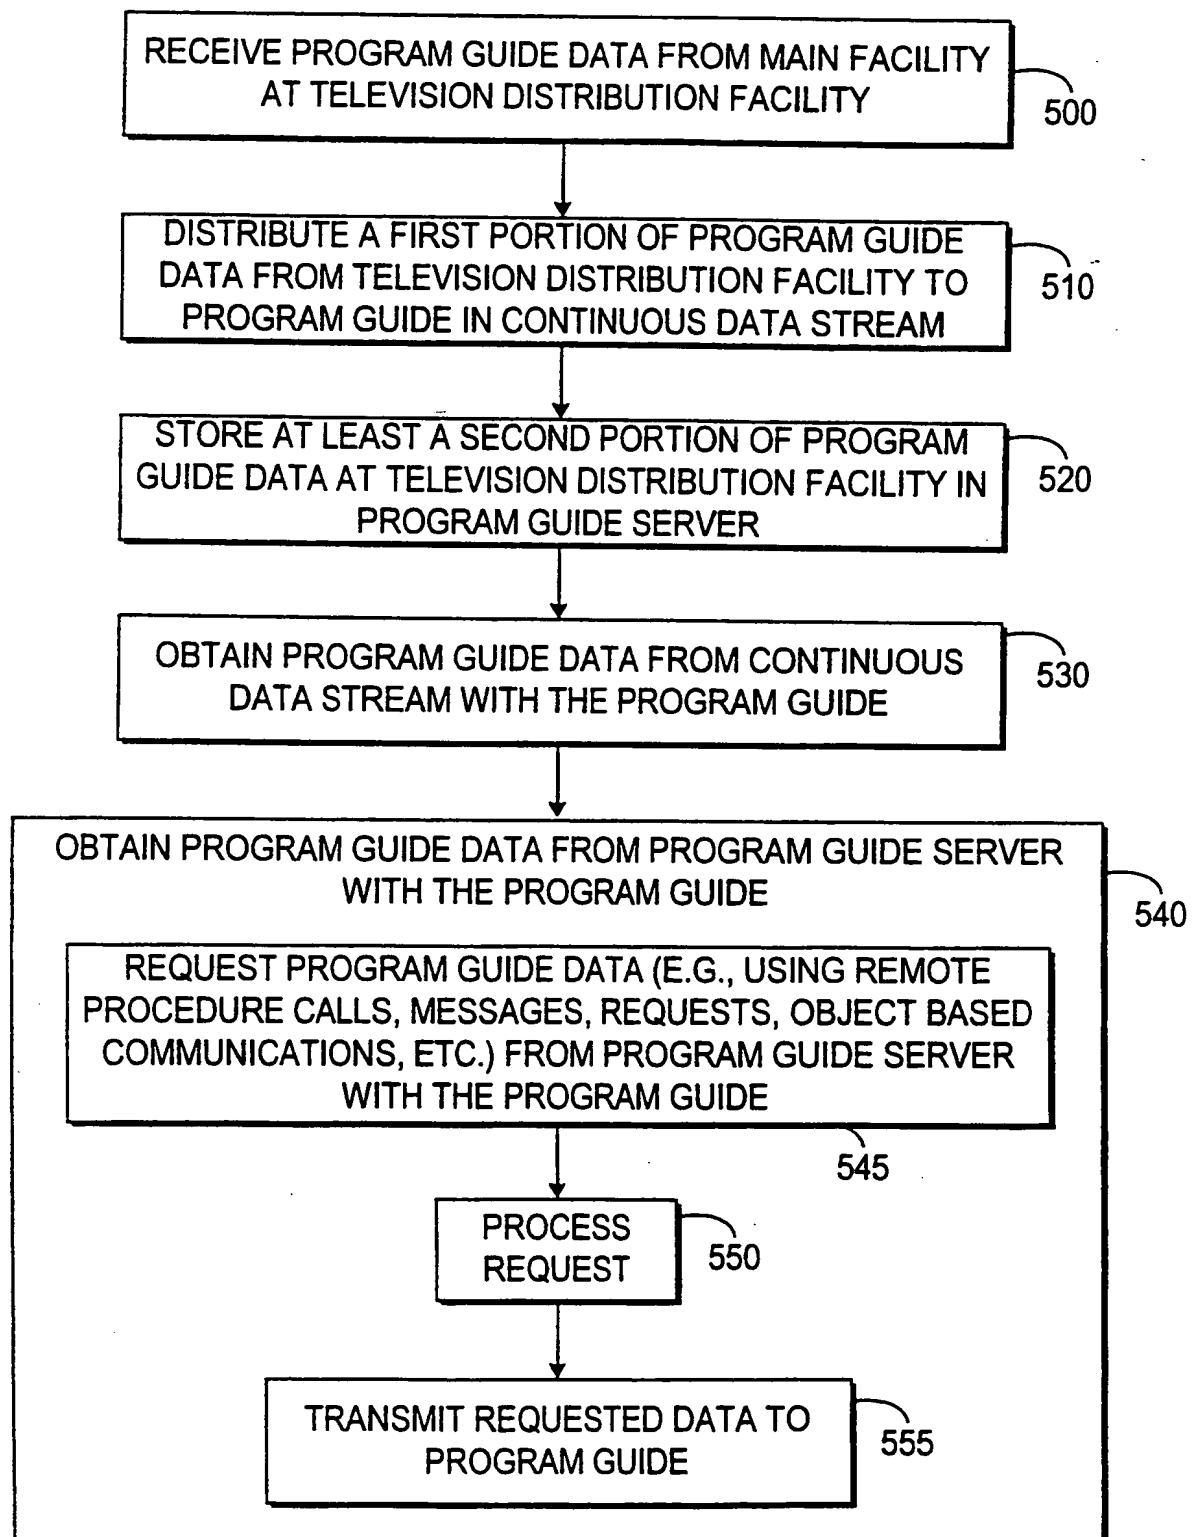 RECEIVE PROGRAM GUIDE DATA FROM MAIN FACILITY
AT TELEVISION DISTRIBUTION FACILITY
500
DISTRIBUTE A FIRST PORTION OF PROGRAM GUIDE
DATA FROM TELEVISION DISTRIBUTION FACILITY TO
PROGRAM GUIDE IN CONTINUOUS DATA STREAM
510
STORE AT LEAST A SECOND PORTION OF PROGRAM
GUIDE DATA AT TELEVISION DISTRIBUTION FACILITY IN
PROGRAM GUIDE SERVER
520
OBTAIN PROGRAM GUIDE DATA FROM CONTINUOUS
DATA STREAM WITH THE PROGRAM GUIDE
530
OBTAIN PROGRAM GUIDE DATA FROM PROGRAM GUIDE SERVER
WITH THE PROGRAM GUIDE
540
REQUEST PROGRAM GUIDE DATA (E.G., USING REMOTE
PROCEDURE CALLS, MESSAGES, REQUESTS, OBJECT BASED
COMMUNICATIONS, ETC.) FROM PROGRAM GUIDE SERVER
WITH THE PROGRAM GUIDE
545
PROCESS
REQUEST
550
TRANSMIT REQUESTED DATA TO
PROGRAM GUIDE
555